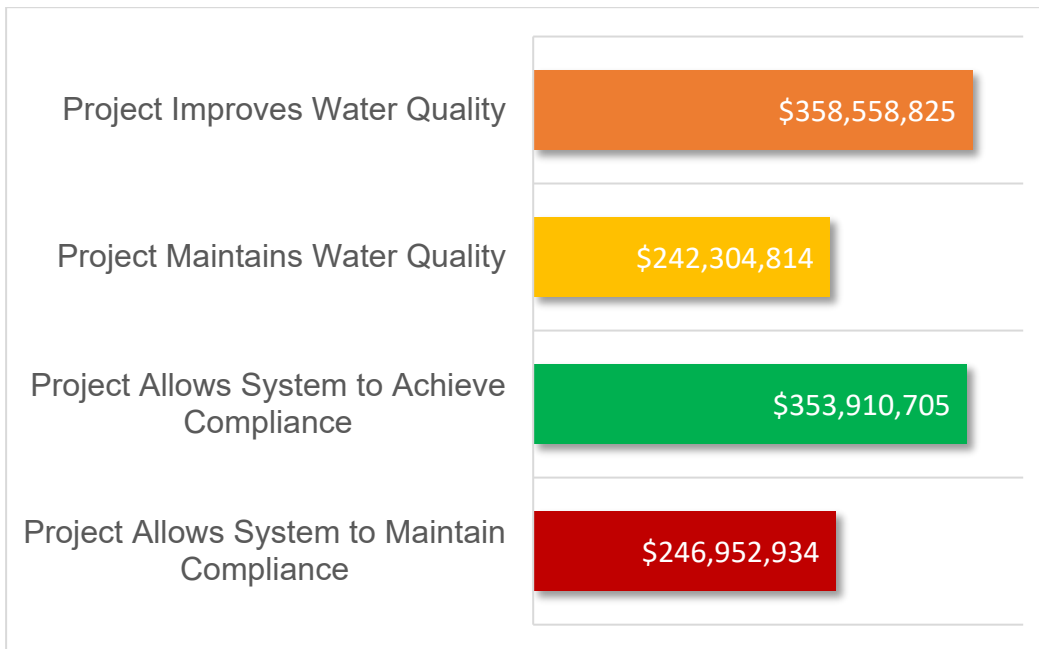 Project Improves Water Quality
$358,558,825
Project Maintains Water Quality
$242,304,814
Project Allows System to Achieve
Compliance
$353,910,705
Project Allows System to Maintain
Compliance
$246,952,934